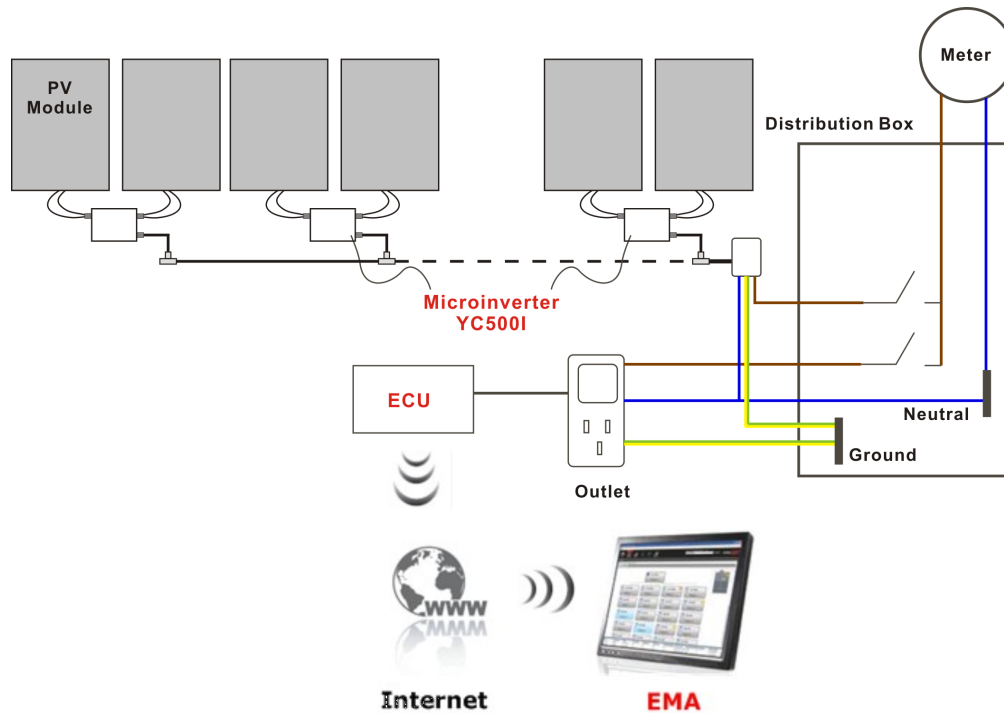 Meter
PV
Module
Distribution Box
Microinverter
YC500I
ECU
Neutral
Ground
Outlet
WWW
Internet
EMA